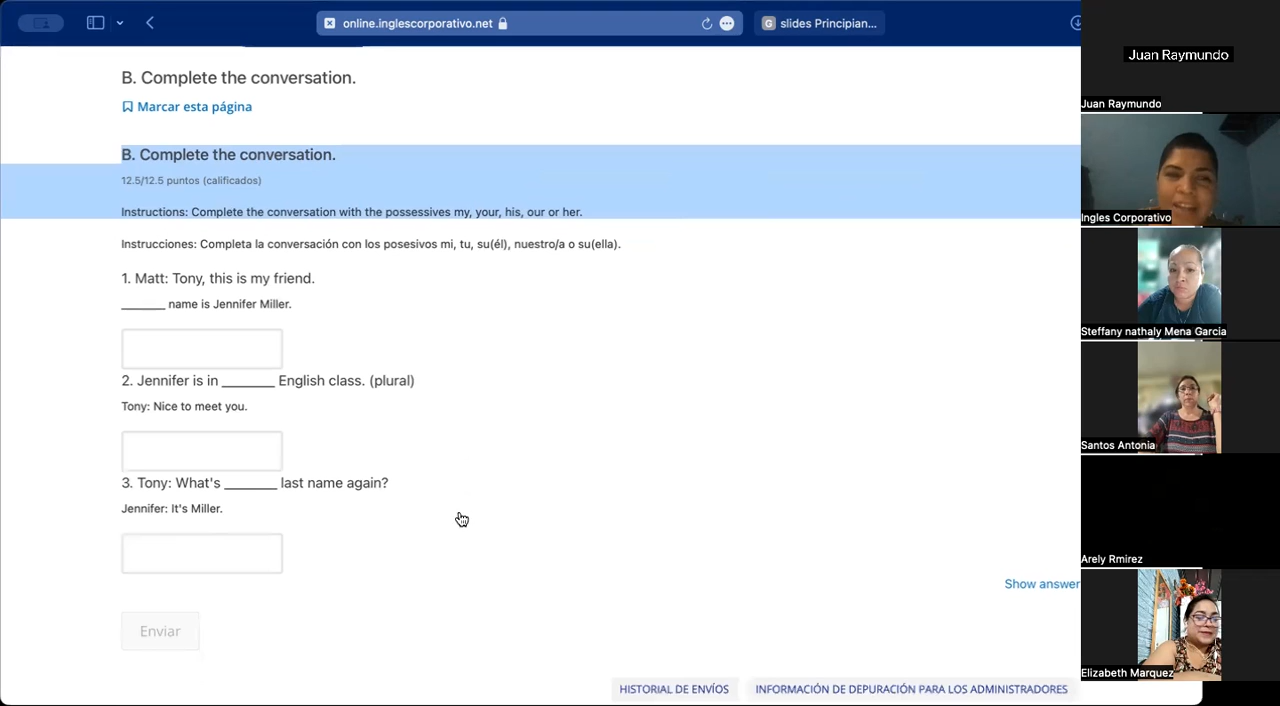 online.inglescorporativo.net
slides Principian...
B. Complete the conversation.
Marcar esta página
B. Complete the conversation.
12.5/12.5 puntos (calificados)
Instructions: Complete the conversation with the possessives my, your, his, our or her.
Instrucciones: Completa la conversación con los posesivos mi, tu, su(él), nuestro/a o su(ella).
1. Matt: Tony, this is my friend.
_______ name is Jennifer Miller.
2. Jennifer is in _______ English class. (plural)
Tony: Nice to meet you.
3. Tony: What's _______ last name again?
Jennifer: It's Miller.
Show answer
Enviar
HISTORIAL DE ENVÍOS
INFORMACIÓN DE DEPURACIÓN PARA LOS ADMINISTRADORES
Juan Raymundo
Juan Raymundo
Ingles Corporativo
Steffany nathaly Mena Garcia
Santos Antonia
Arely Rmirez
Elizabeth Marquez